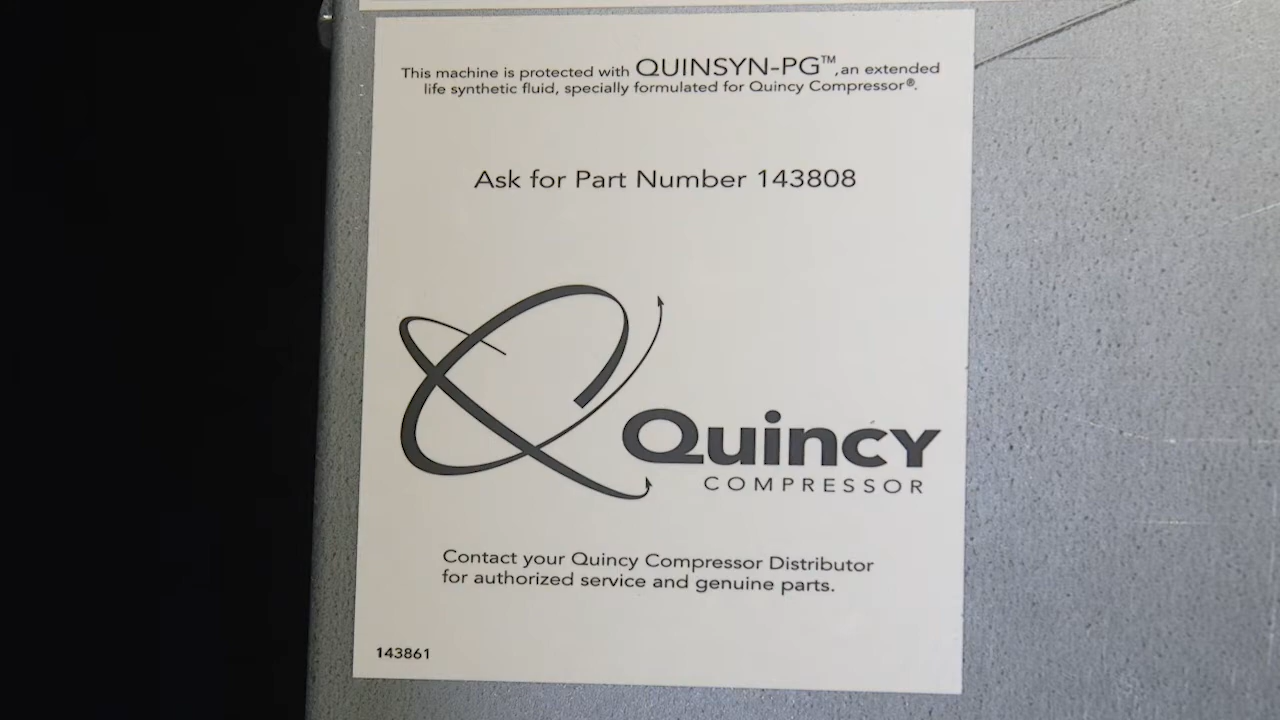 This machine is protected with QUINSYN-PG™, an extended
life synthetic fluid, specially formulated for Quincy Compressor®.
Ask for Part Number 143808
Quincy
COMPRESSOR
Contact your Quincy Compressor Distributor
for authorized service and genuine parts.
143861